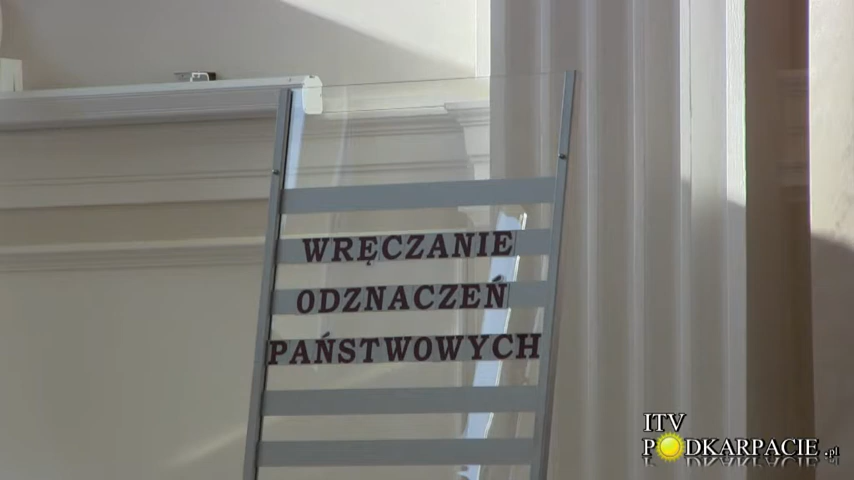 WRĘCZANIE
ODZNACZEŃ
PAŃSTWOWYCH
ITV
PODKARPACIE.pl